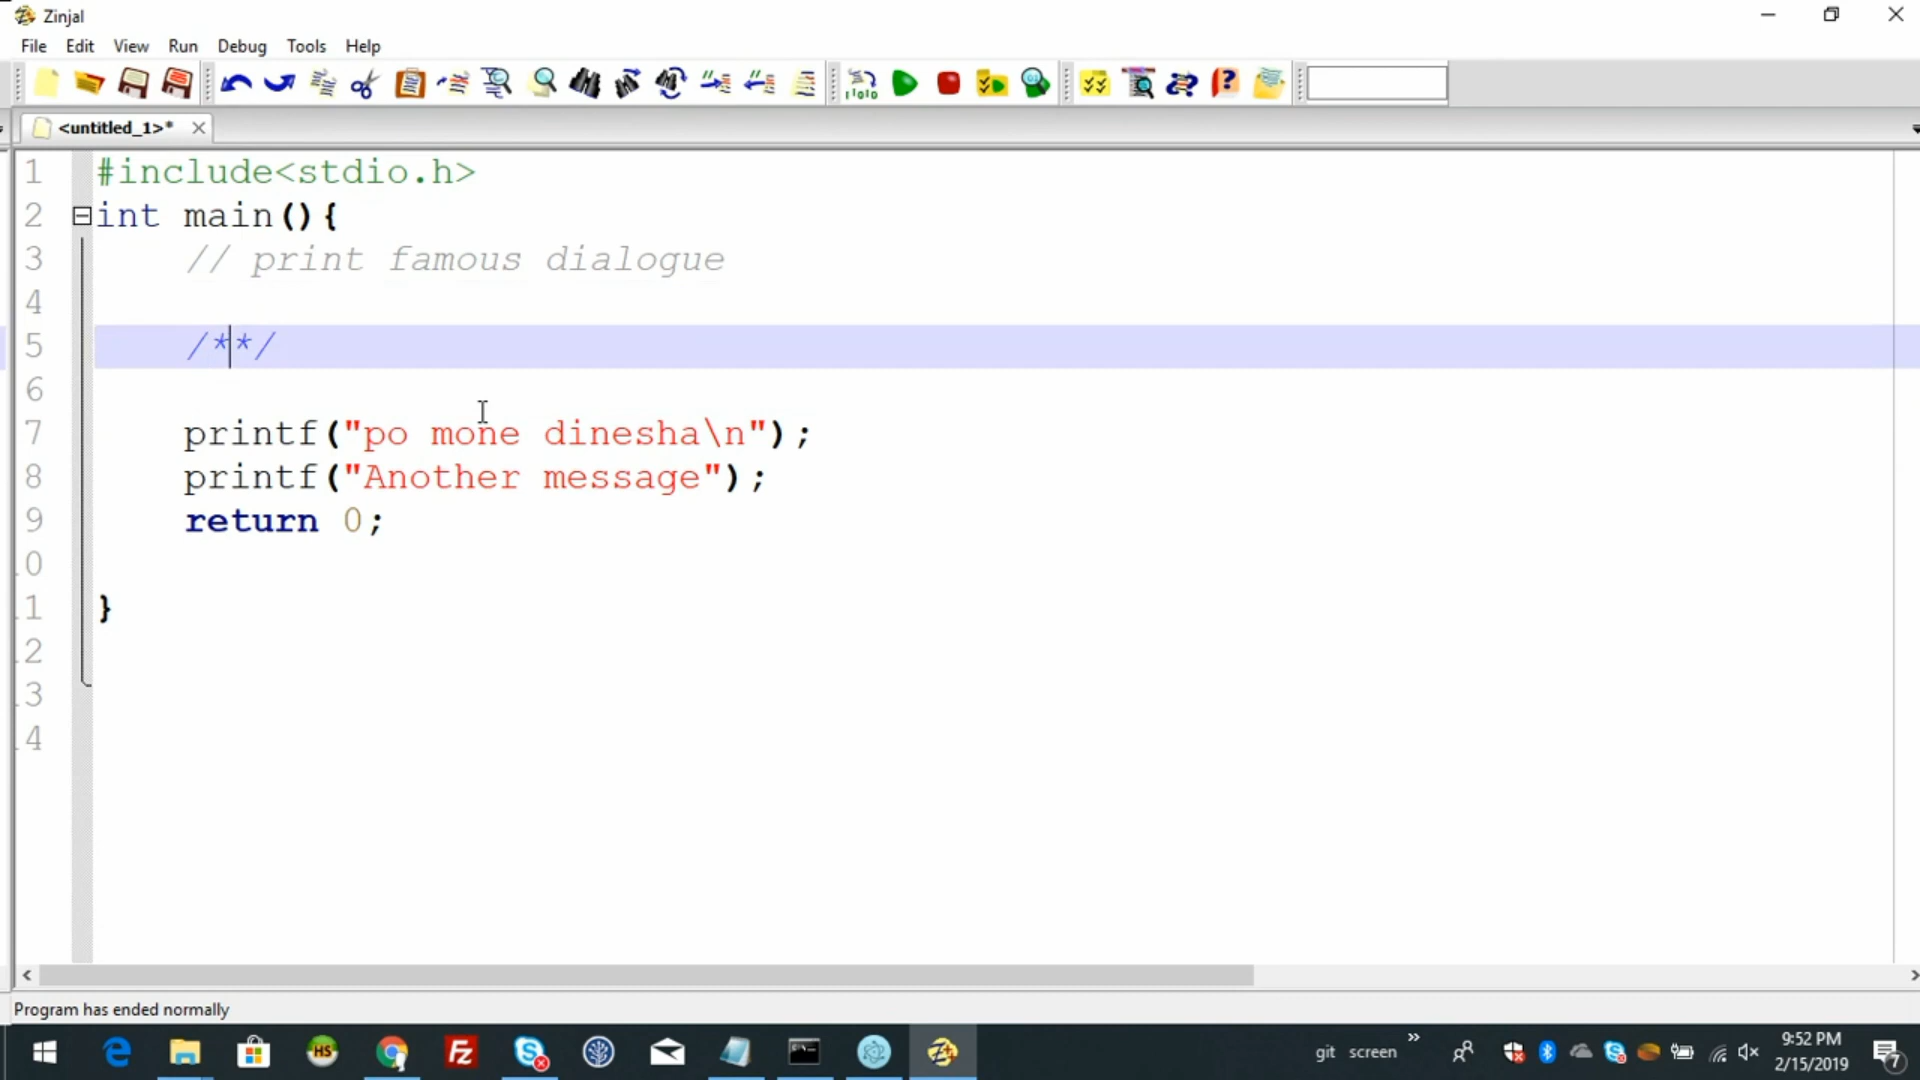 Zinjal
File Edit View Run Debug Tools Help
<untitled_1>*
1 #include<stdio.h>
2 int main(){
3 // print famous dialogue
4
5 /**/
6
7 printf("po mone dinesha\n");
8 printf("Another message");
9 return 0;
0
1 }
2
3
4
Program has ended normally
git screen
9:52 PM
2/15/2019
7